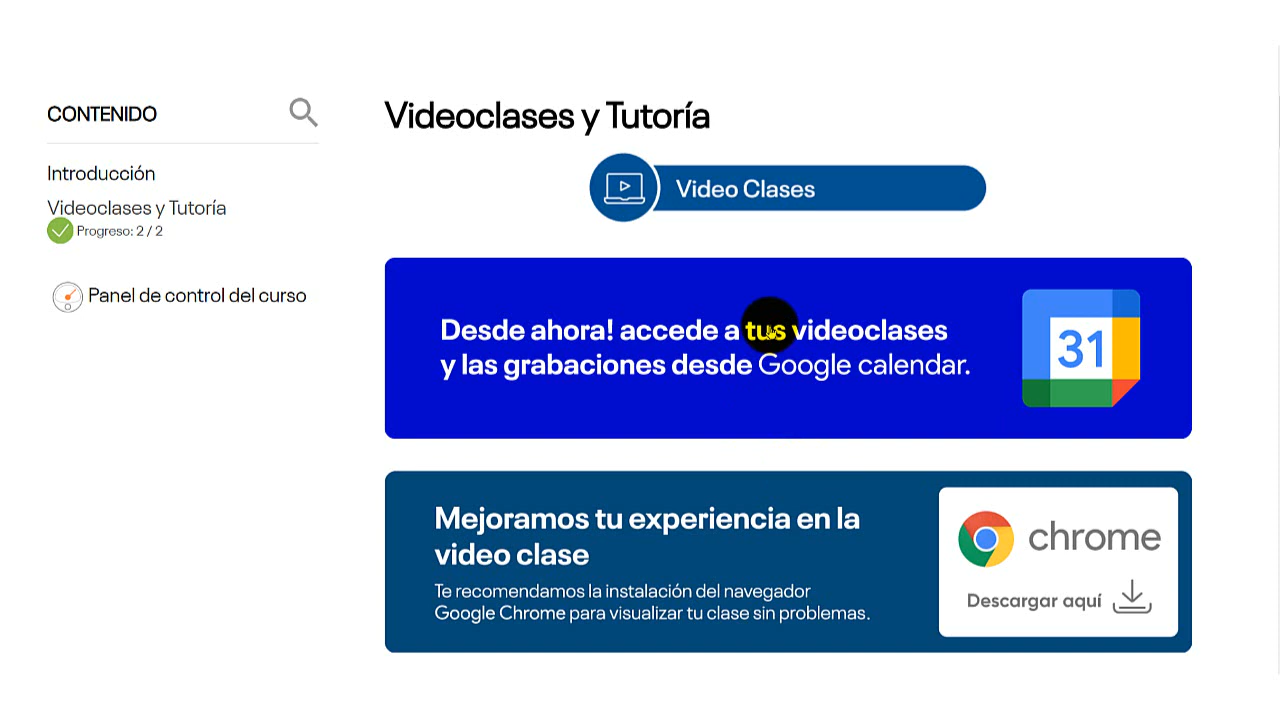 CONTENIDO
Introducción
Videoclases y Tutoría
Progreso: 2 / 2
Panel de control del curso
Videoclases y Tutoría
Video Clases
Desde ahora! accede a tus videoclases
y las grabaciones desde Google calendar.
31
Mejoramos tu experiencia en la
video clase
Te recomendamos la instalación del navegador
Google Chrome para visualizar tu clase sin problemas.
chrome
Descargar aquí